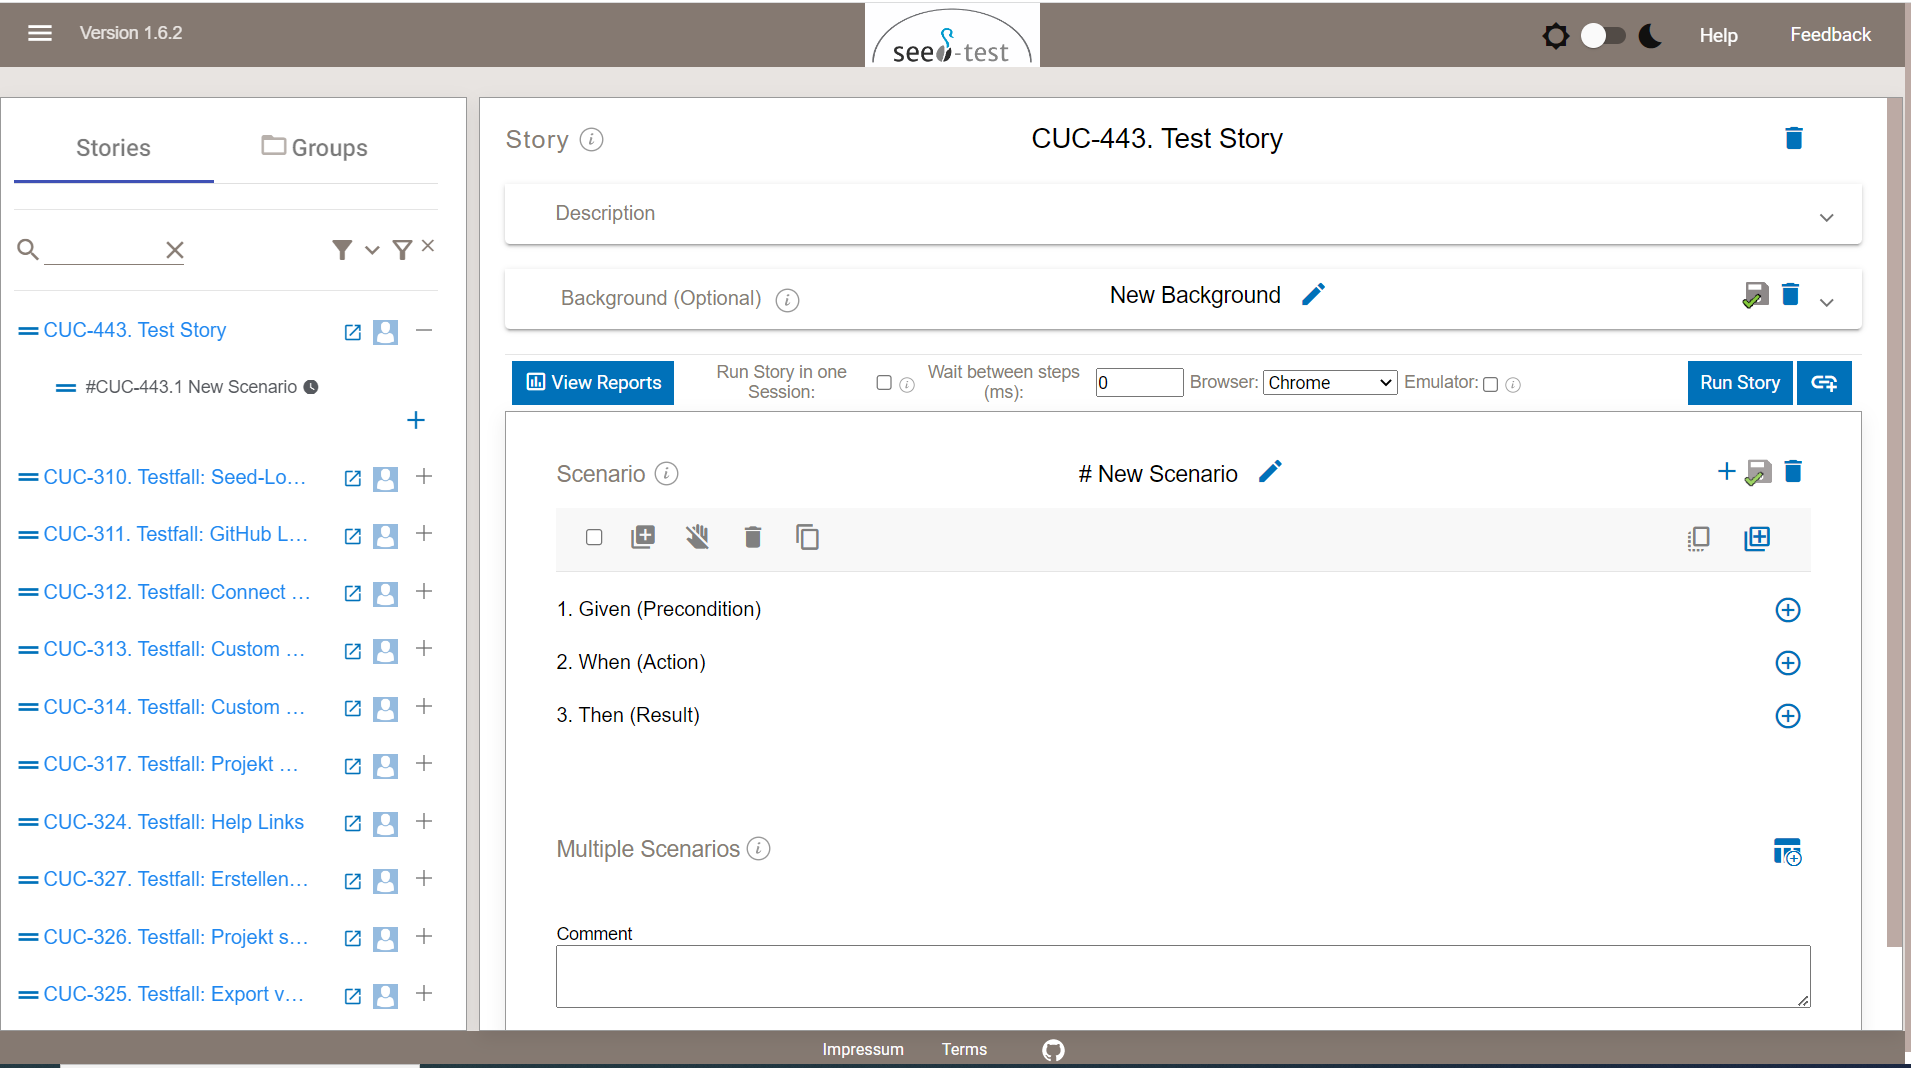 Version 1.6.2
seed-test
Help
Feedback
Stories
Groups
CUC-443. Test Story
#CUC-443.1 New Scenario
CUC-310. Testfall: Seed-Lo...
CUC-311. Testfall: GitHub L...
CUC-312. Testfall: Connect ...
CUC-313. Testfall: Custom ...
CUC-314. Testfall: Custom ...
CUC-317. Testfall: Projekt ...
CUC-324. Testfall: Help Links
CUC-327. Testfall: Erstellen...
CUC-326. Testfall: Projekt s...
CUC-325. Testfall: Export v...
Story
CUC-443. Test Story
Description
Background (Optional)
New Background
View Reports
Run Story in one
Session:
Wait between steps
(ms):
0
Browser:
Chrome
Emulator:
Run Story
Scenario
# New Scenario
1. Given (Precondition)
2. When (Action)
3. Then (Result)
Multiple Scenarios
Comment
Impressum
Terms